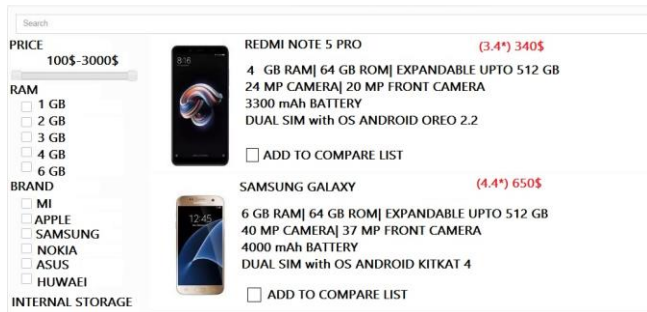 Search
PRICE
100$-3000$
RAM
1 GB
2 GB
3 GB
4 GB
6 GB
BRAND
MI
APPLE
SAMSUNG
NOKIA
ASUS
HUWAEI
INTERNAL STORAGE
REDMI NOTE 5 PRO
(3.4*) 340$
8:16
4 GB RAM| 64 GB ROM| EXPANDABLE UPTO 512 GB
24 MP CAMERA| 20 MP FRONT CAMERA
3300 mAh BATTERY
DUAL SIM with OS ANDROID OREO 2.2
ADD TO COMPARE LIST
SAMSUNG GALAXY
(4.4*) 650$
12:45
6 GB RAM| 64 GB ROM| EXPANDABLE UPTO 512 GB
40 MP CAMERA| 37 MP FRONT CAMERA
4000 mAh BATTERY
DUAL SIM with OS ANDROID KITKAT 4
ADD TO COMPARE LIST